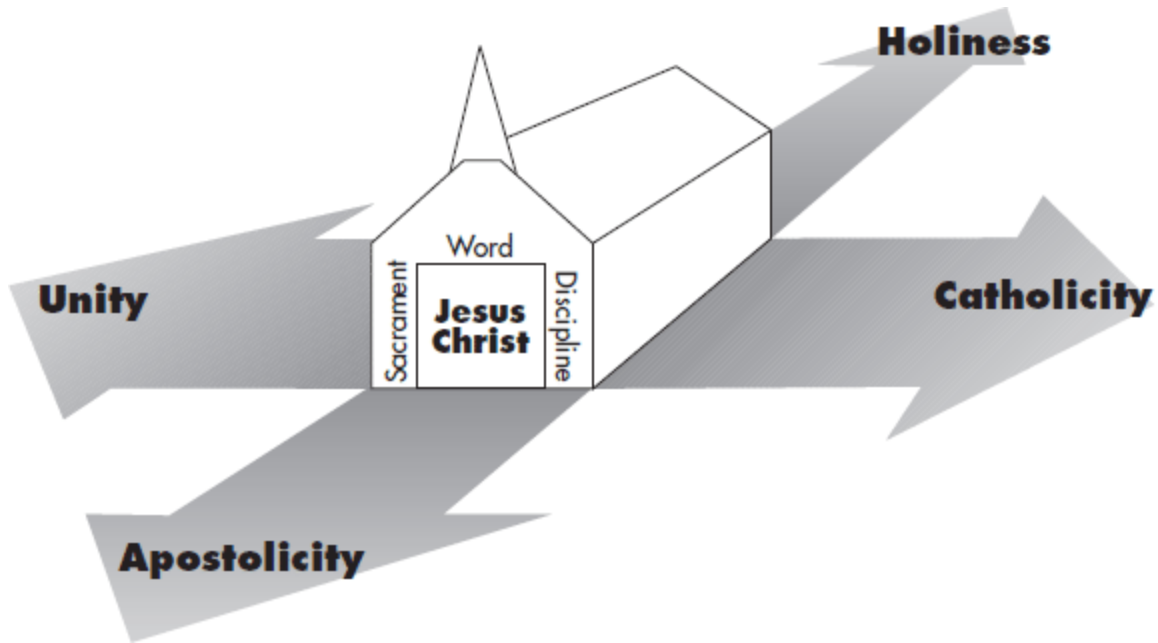 Holiness
Word
Unity
Sacrament
Jesus
Christ
Discipline
Catholicity
Apostolicity